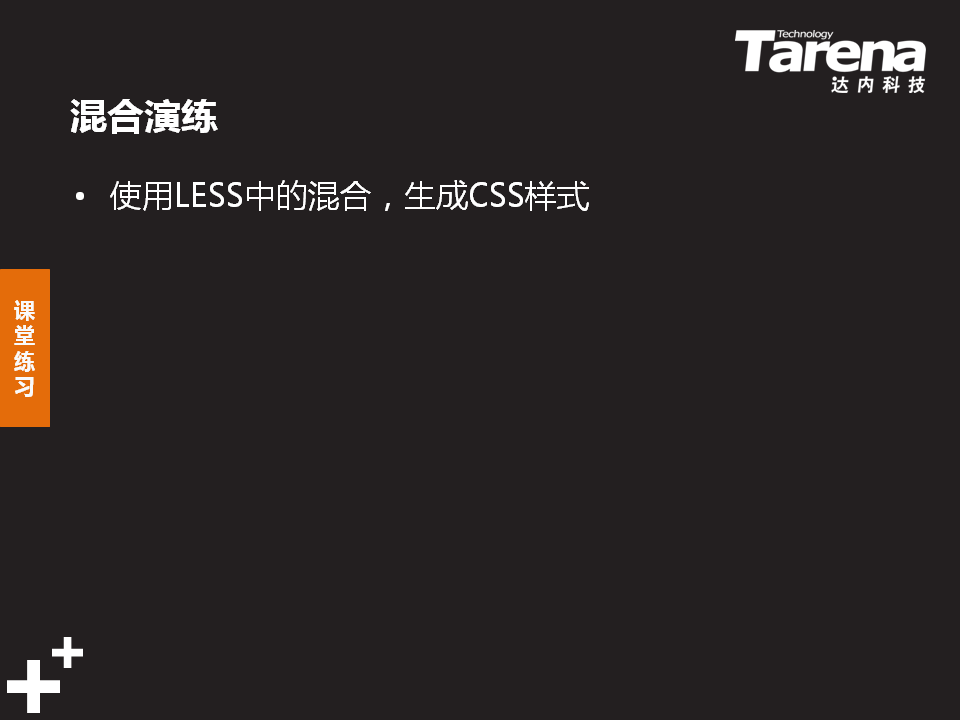 Technology
Tarena
达内科技
混合演练
• 使用LESS中的混合，生成CSS样式
课堂练习